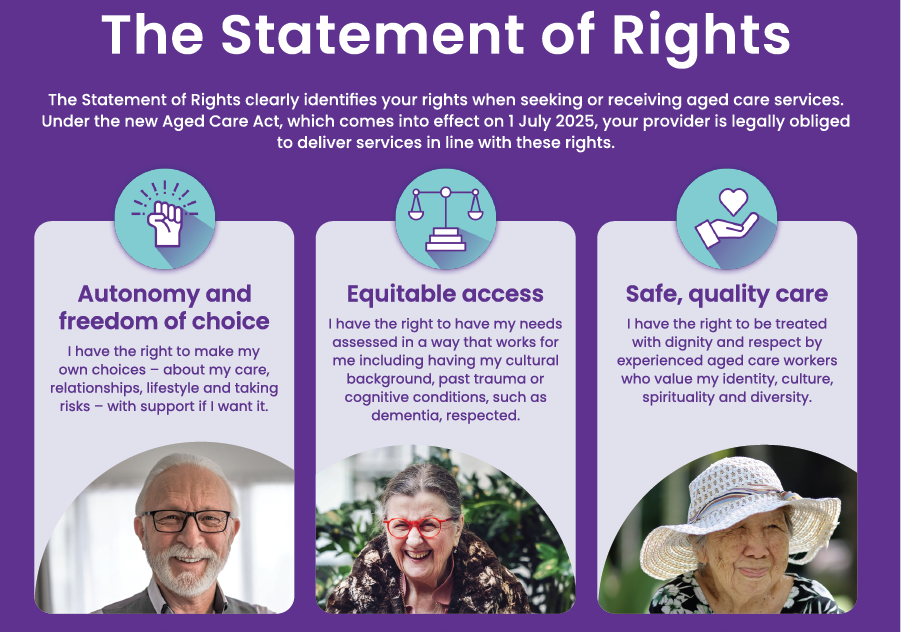 The Statement of Rights
The Statement of Rights clearly identifies your rights when seeking or receiving aged care services.
Under the new Aged Care Act, which comes into effect on 1 July 2025, your provider is legally obliged
to deliver services in line with these rights.
Autonomy and
freedom of choice
I have the right to make my
own choices – about my care,
relationships, lifestyle and taking
risks – with support if I want it.
Equitable access
I have the right to have my needs
assessed in a way that works for
me including having my cultural
background, past trauma or
cognitive conditions, such as
dementia, respected.
Safe, quality care
I have the right to be treated
with dignity and respect by
experienced aged care workers
who value my identity, culture,
spirituality and diversity.